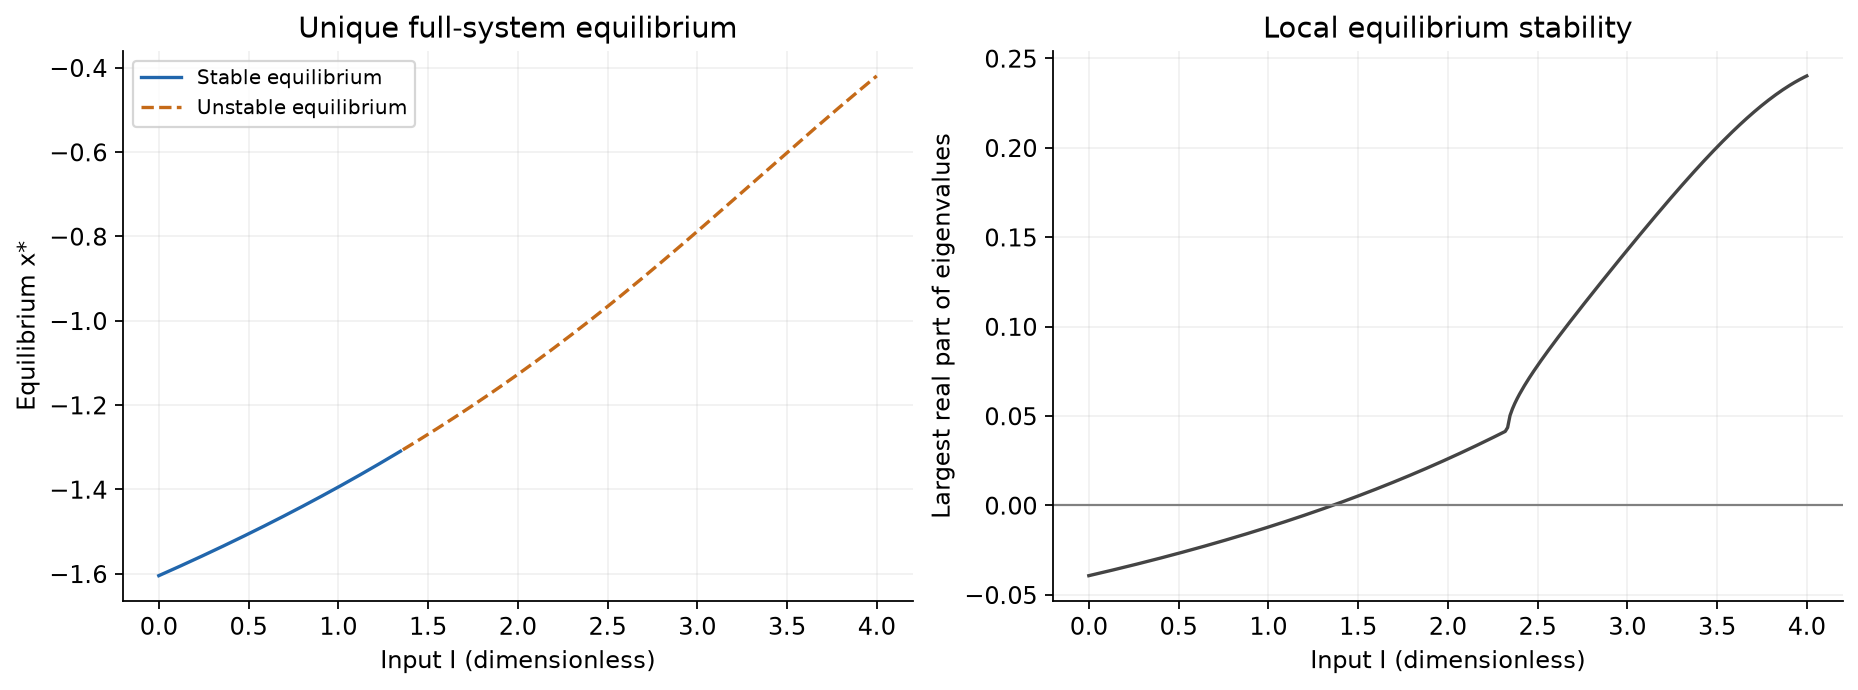 Unique full-system equilibrium
Stable equilibrium
Unstable equilibrium
−0.4
−0.6
−0.8
−1.0
−1.2
−1.4
−1.6
Equilibrium x*
0.0 0.5 1.0 1.5 2.0 2.5 3.0 3.5 4.0
Input I (dimensionless)
Local equilibrium stability
0.25
0.20
0.15
0.10
0.05
0.00
−0.05
Largest real part of eigenvalues
0.0 0.5 1.0 1.5 2.0 2.5 3.0 3.5 4.0
Input I (dimensionless)